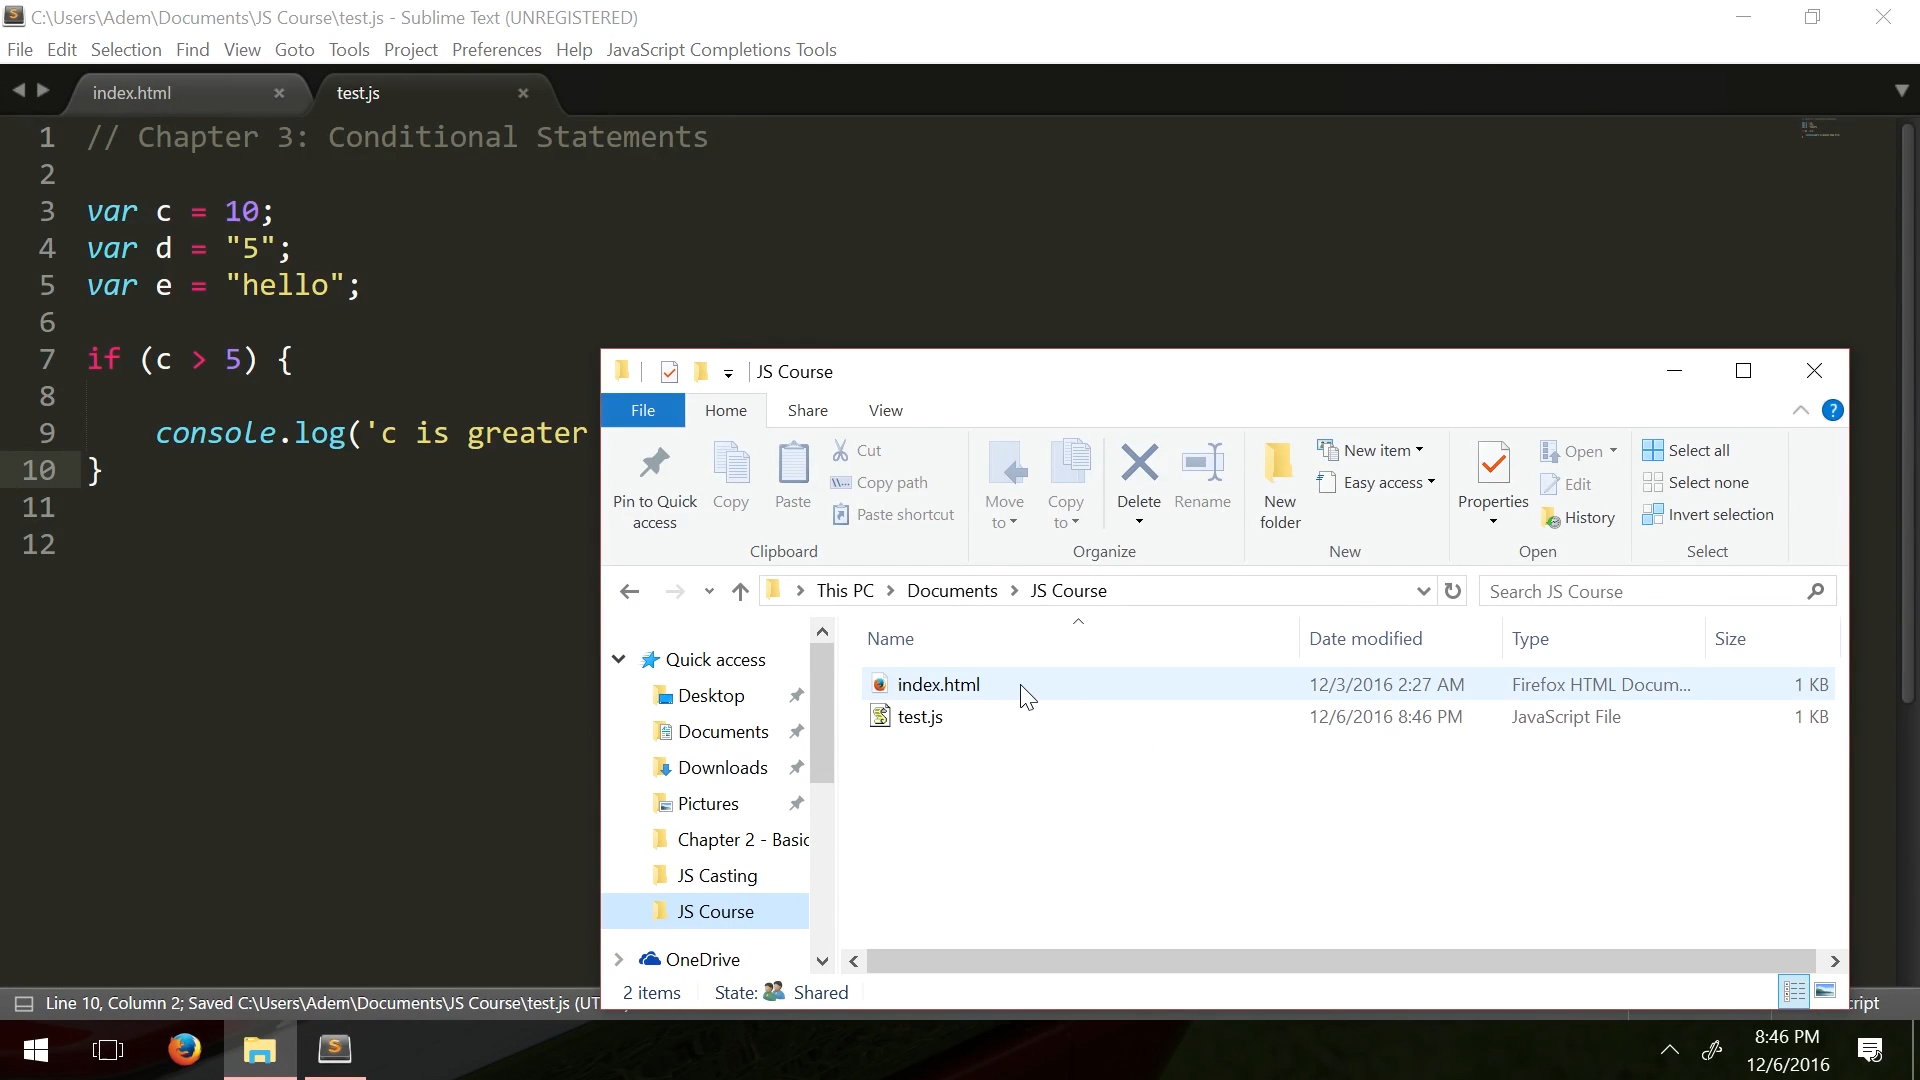 C:\Users\Adem\Documents\JS Course\test.js - Sublime Text (UNREGISTERED)
File Edit Selection Find View Goto Tools Project Preferences Help JavaScript Completions Tools
index.html
test.js
1 // Chapter 3: Conditional Statements
2
3 var c = 10;
4 var d = "5";
5 var e = "hello";
6
7 if (c > 5) {
8
9 console.log('c is greater
10 }
11
12
JS Course
File Home Share View
Pin to Quick access
Copy
Paste
Cut
Copy path
Paste shortcut
Clipboard
Move to
Copy to
Delete
Rename
Organize
New folder
New item
Easy access
New
Properties
Open
Edit
History
Open
Select all
Select none
Invert selection
Select
This PC > Documents > JS Course
Search JS Course
Name Date modified Type Size
index.html 12/3/2016 2:27 AM Firefox HTML Docum... 1 KB
test.js 12/6/2016 8:46 PM JavaScript File 1 KB
Quick access
Desktop
Documents
Downloads
Pictures
Chapter 2 - Basic
JS Casting
JS Course
OneDrive
2 items State: Shared
Line 10, Column 2; Saved C:\Users\Adem\Documents\JS Course\test.js (UT
cript
8:46 PM
12/6/2016